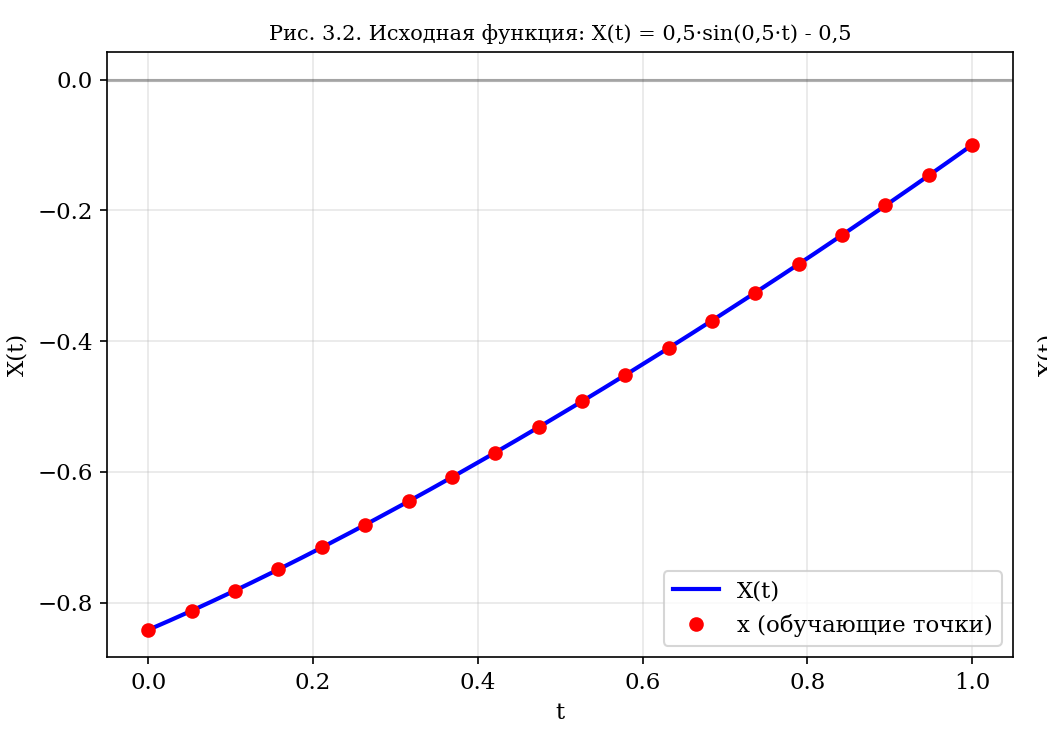 Рис. 3.2. Исходная функция: X(t) = 0,5·sin(0,5·t) - 0,5
X(t)
0.0
−0.2
−0.4
−0.6
−0.8
X(t)
x (обучающие точки)
0.0 0.2 0.4 0.6 0.8 1.0
t
X(t)